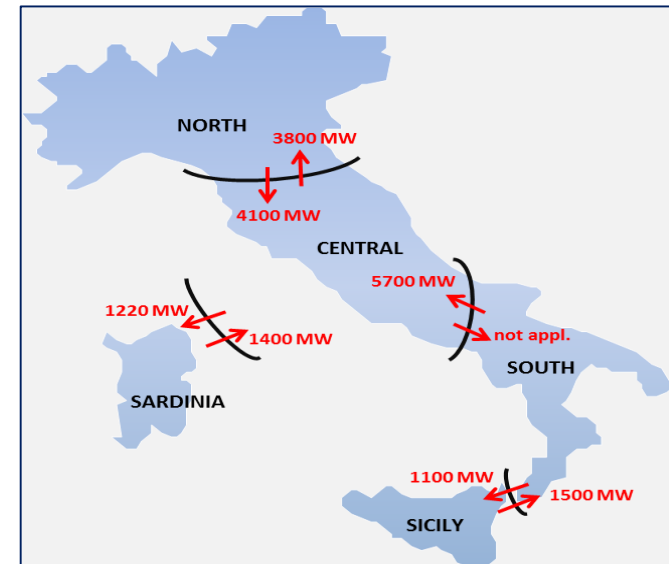 NORTH
3800 MW
4100 MW
CENTRAL
5700 MW
1220 MW
1400 MW
not appl.
SOUTH
SARDINIA
1100 MW
1500 MW
SICILY